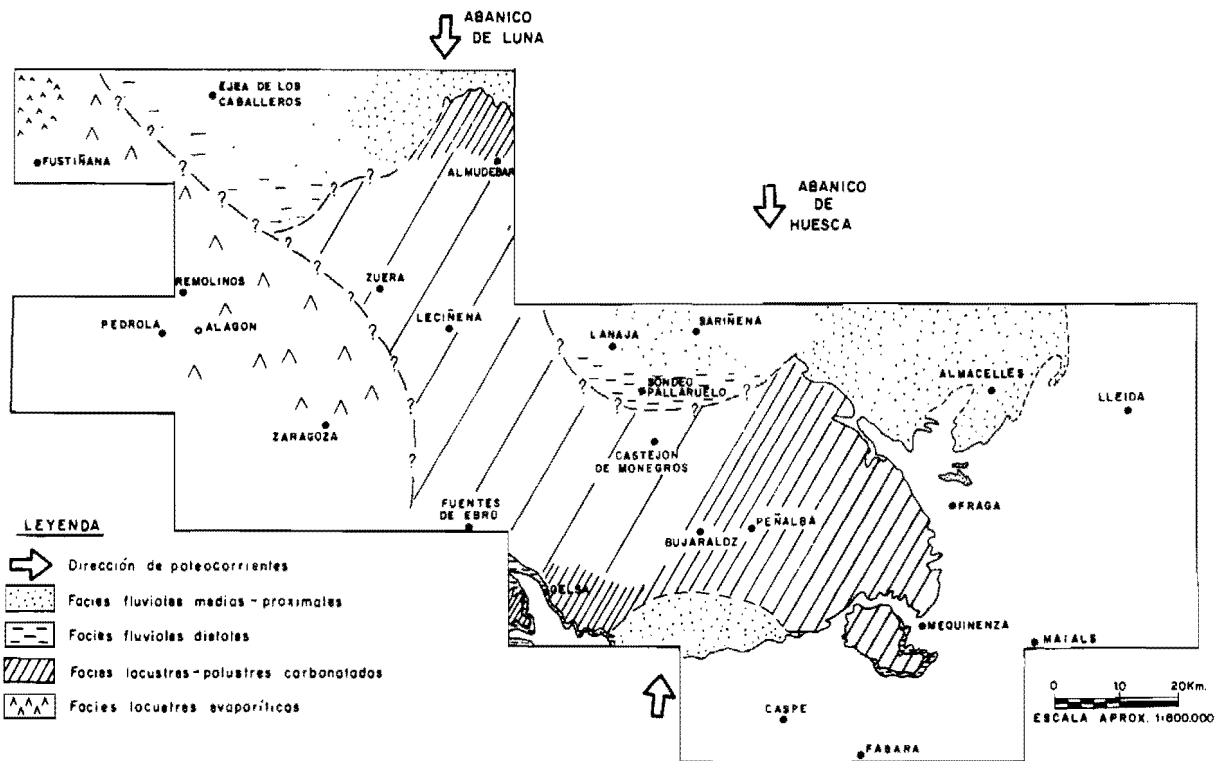 ABANICO
DE LUNA
EJEA DE LOS
CABALLEROS
FUSTIÑANA
ALMUDEBAR
ABANICO
DE
HUESCA
REMOLINOS
ZUERA
PEDROLA
ALAGON
LECIÑENA
LANAJA
SARIÑENA
SONDEO
PALLARUELO
ALMACELLES
LLEIDA
ZARAGOZA
CASTEJON
DE MONEGROS
FUENTES
DE EBRO
FRAGA
BUJARALOZ
PEÑALBA
GELSA
MEQUINENZA
MAIALS
CASPE
FABARA
LEYENDA
Dirección de paleocorrientes
Facies fluviales medias-proximales
Facies fluviales distales
Facies lacustres-palustres carbonatadas
Facies lacustres evaporíticas
0 10 20Km.
ESCALA APROX. 1:800.000